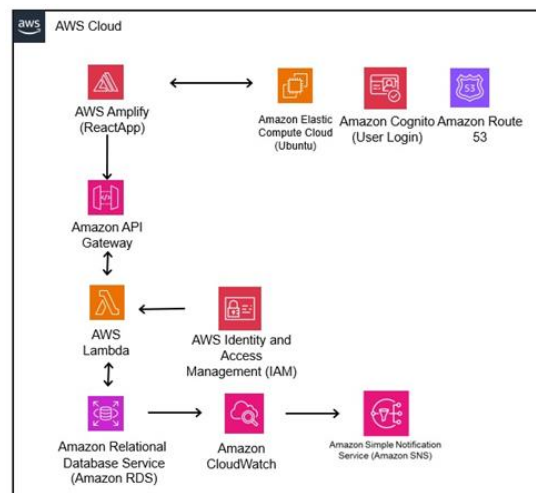 aws
AWS Cloud
AWS Amplify
(ReactApp)
Amazon Elastic
Compute Cloud
(Ubuntu)
Amazon Cognito
(User Login)
53
Amazon Route
53
Amazon API
Gateway
AWS
Lambda
AWS Identity and
Access
Management (IAM)
Amazon Relational
Database Service
(Amazon RDS)
Amazon
CloudWatch
Amazon Simple Notification
Service (Amazon SNS)